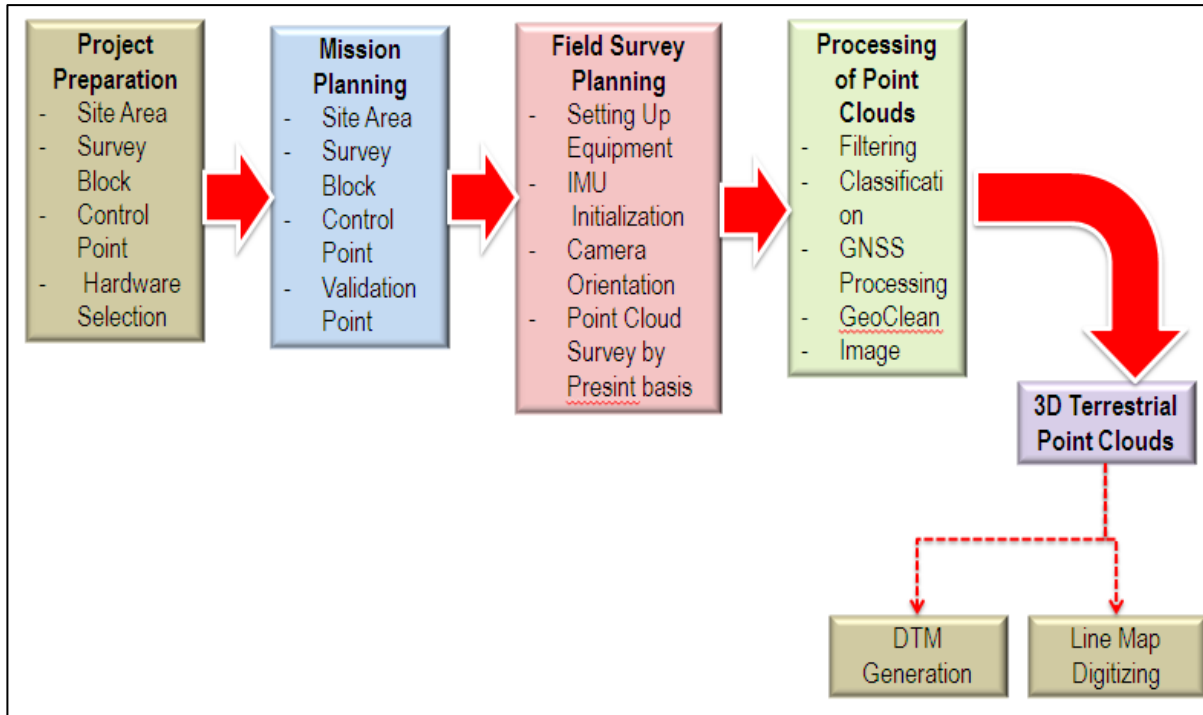 Project
Preparation
- Site Area
- Survey
Block
- Control
Point
- Hardware
Selection
Mission
Planning
- Site Area
- Survey
Block
- Control
Point
- Validation
Point
Field Survey
Planning
- Setting Up
Equipment
- IMU
Initialization
- Camera
Orientation
- Point Cloud
Survey by
Presint basis
Processing
of Point
Clouds
- Filtering
- Classificati
on
- GNSS
Processing
- GeoClean
- Image
3D Terrestrial
Point Clouds
DTM
Generation
Line Map
Digitizing